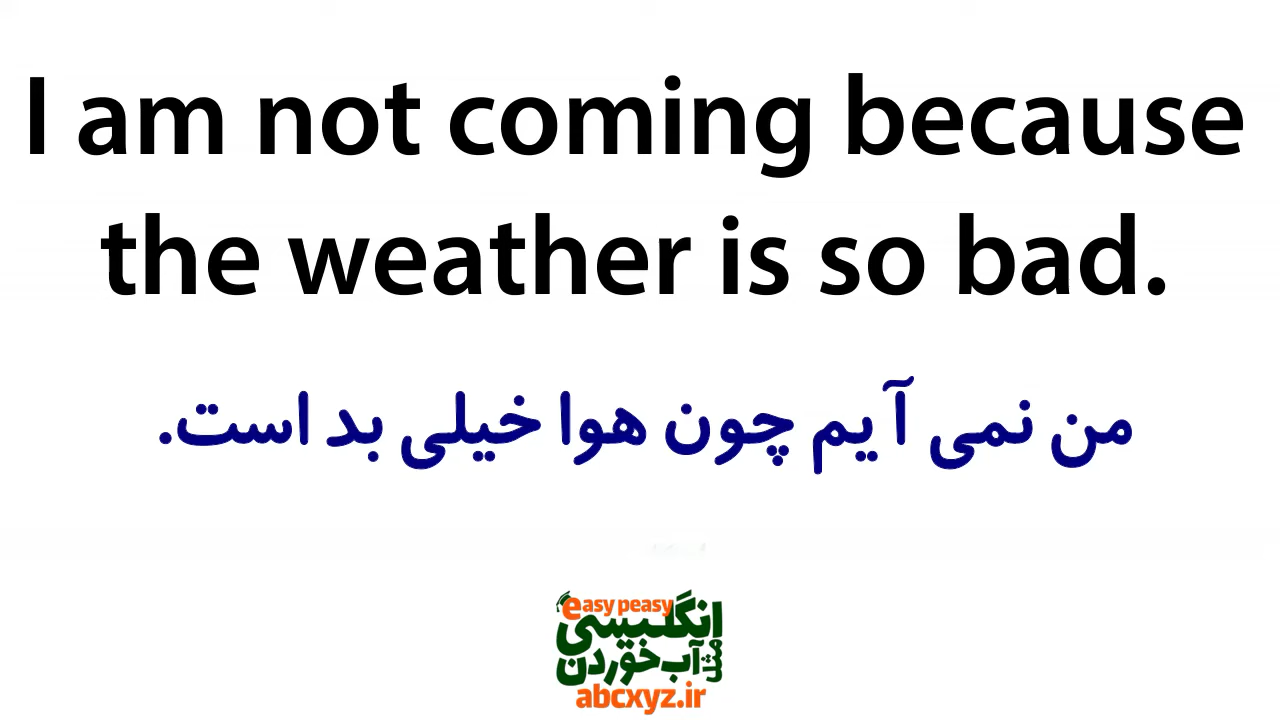 I am not coming because
the weather is so bad.
من نمی آیم چون هوا خیلی بد است.
easy peasy
انگلیسی
مثل آب خوردن
abcxyz.ir